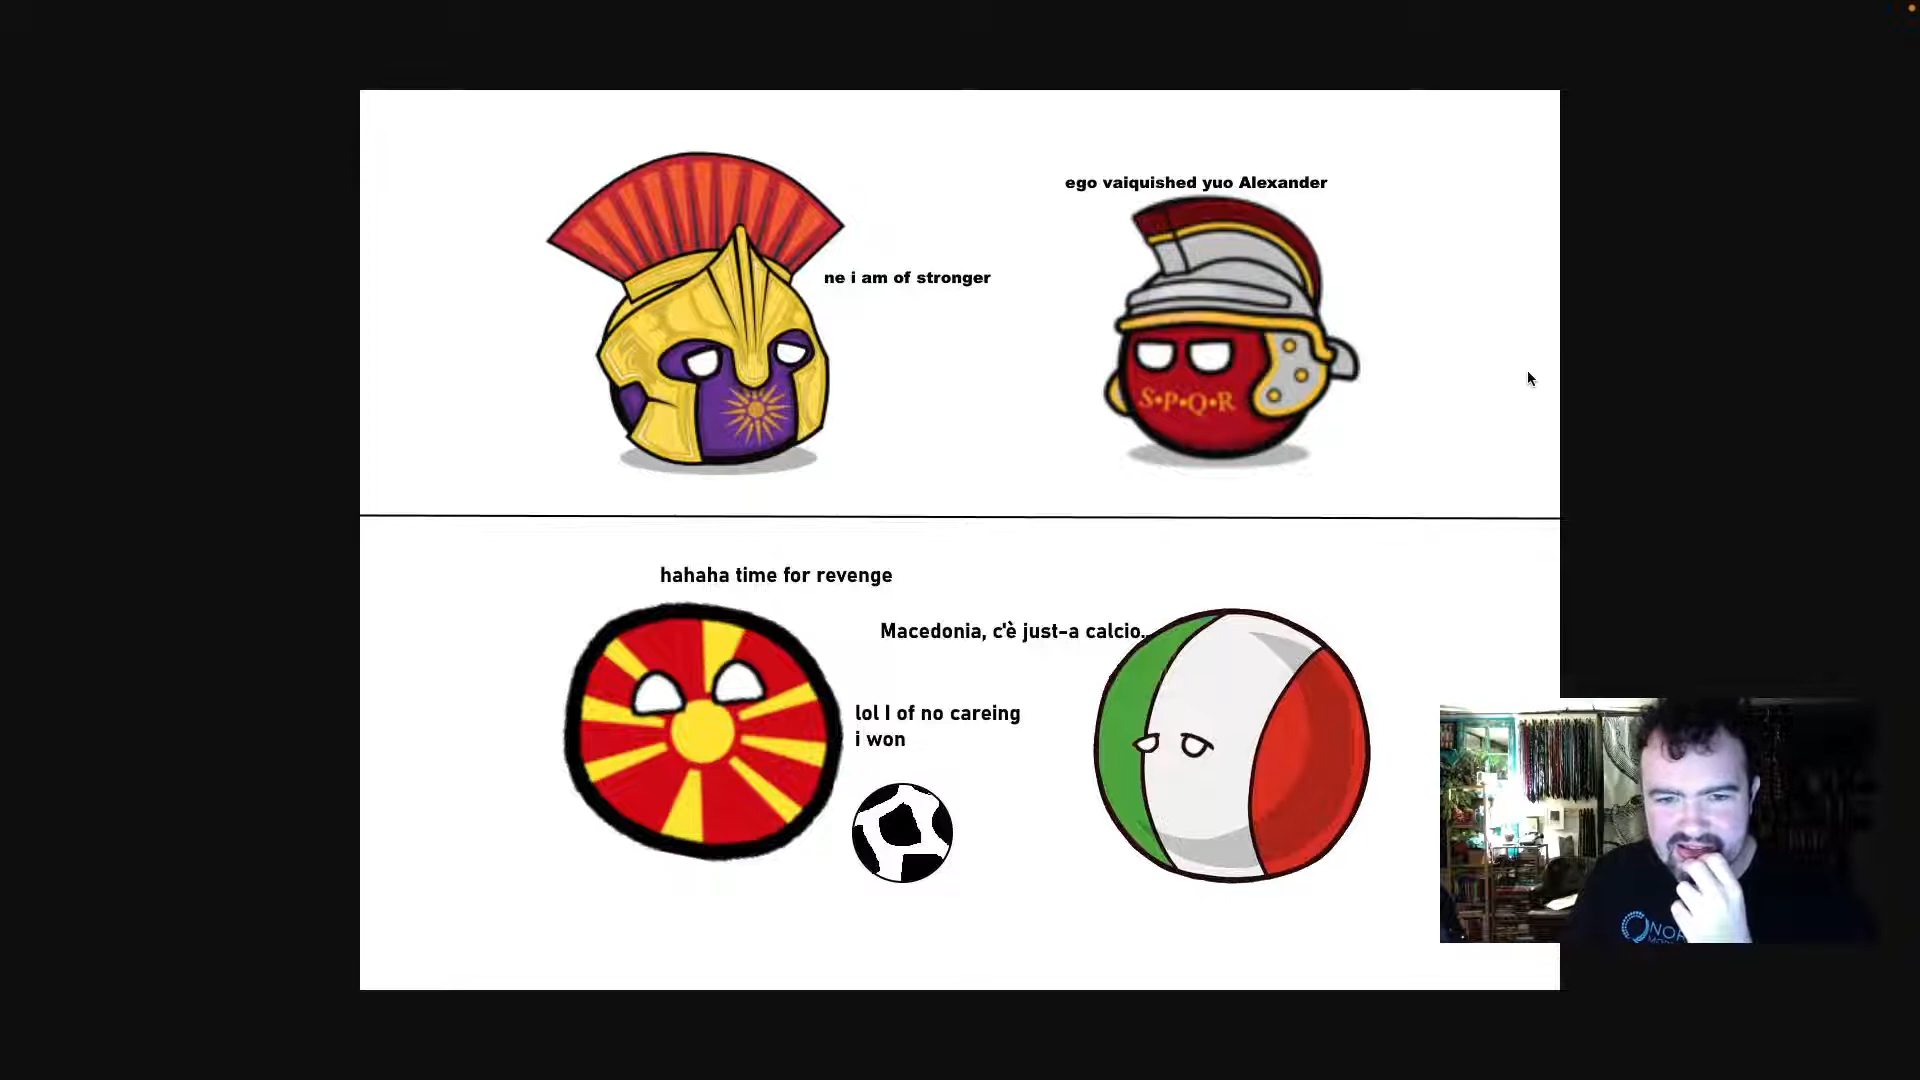 ego vaiquished yuo Alexander
ne i am of stronger
S•P•Q•R
hahaha time for revenge
Macedonia, c'è just-a calcio..
lol I of no careing
i won